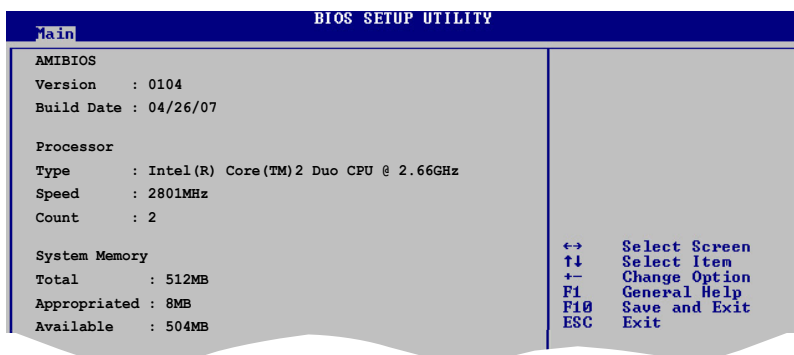 BIOS SETUP UTILITY
Main
AMIBIOS
Version : 0104
Build Date : 04/26/07
Processor
Type : Intel(R) Core(TM)2 Duo CPU @ 2.66GHz
Speed : 2801MHz
Count : 2
System Memory
Total : 512MB
Appropriated : 8MB
Available : 504MB
←→ Select Screen
↑↓ Select Item
+- Change Option
F1 General Help
F10 Save and Exit
ESC Exit